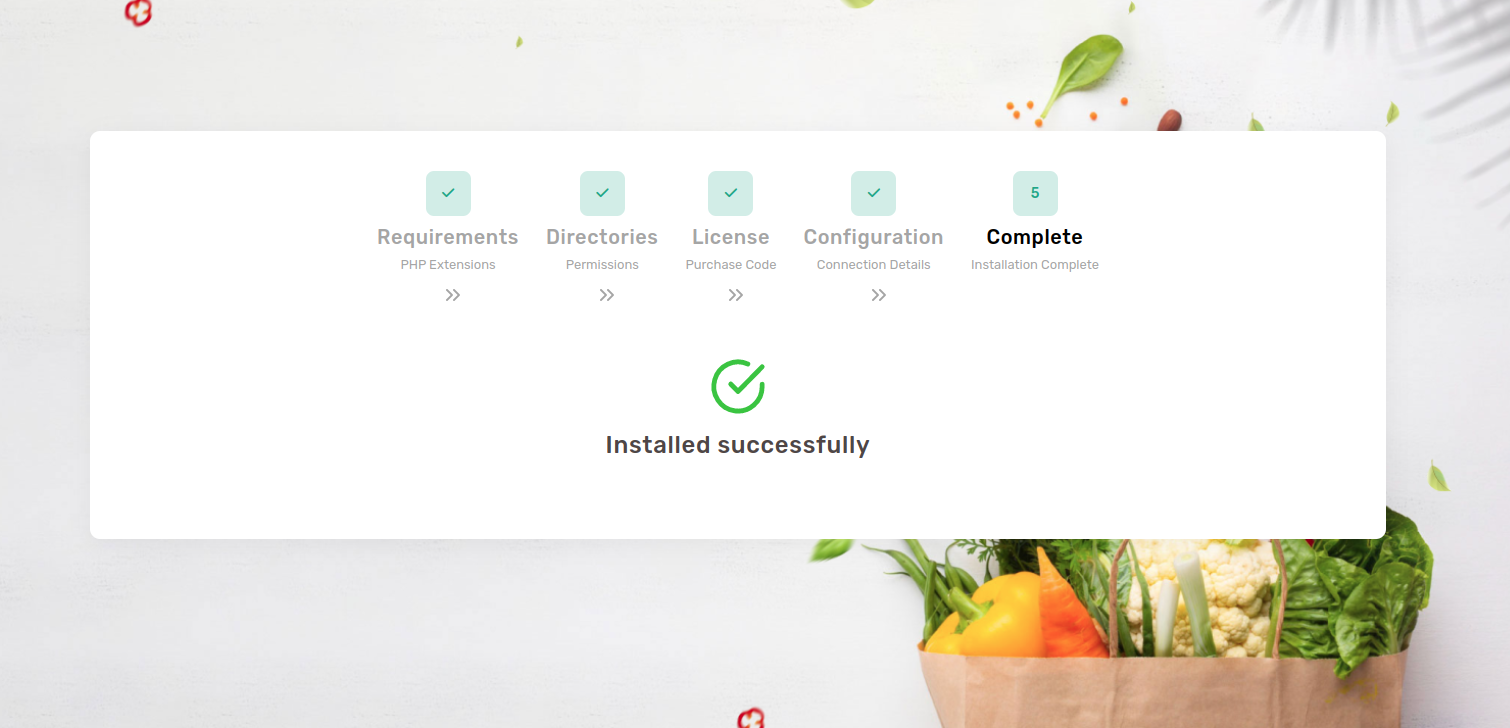 5
Requirements
Directories
License
Configuration
Complete
PHP Extensions
Permissions
Purchase Code
Connection Details
Installation Complete
Installed successfully